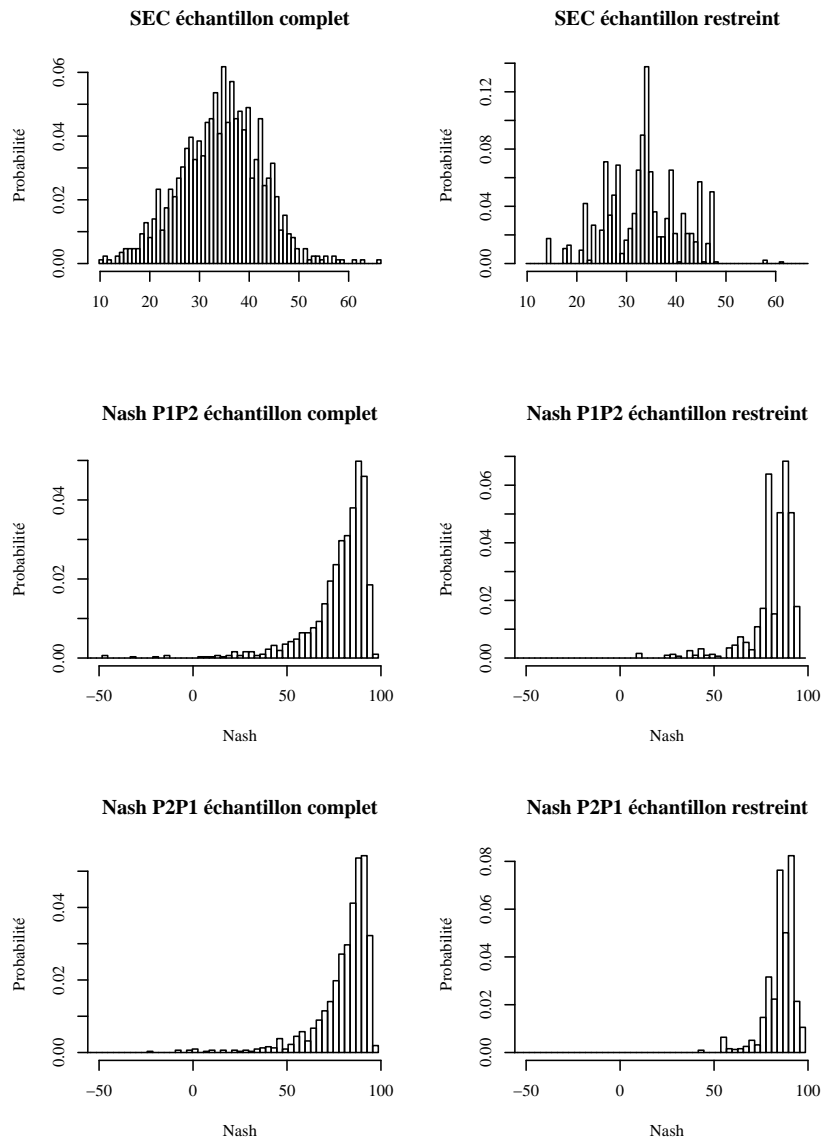 SEC échantillon complet
Probabilité
0.00
0.02
0.04
0.06
10 20 30 40 50 60
SEC échantillon restreint
Probabilité
0.00
0.04
0.08
0.12
10 20 30 40 50 60
Nash P1P2 échantillon complet
Probabilité
0.00
0.02
0.04
−50 0 50 100
Nash
Nash P1P2 échantillon restreint
Probabilité
0.00
0.02
0.04
0.06
−50 0 50 100
Nash
Nash P2P1 échantillon complet
Probabilité
0.00
0.02
0.04
−50 0 50 100
Nash
Nash P2P1 échantillon restreint
Probabilité
0.00
0.02
0.04
0.06
0.08
−50 0 50 100
Nash